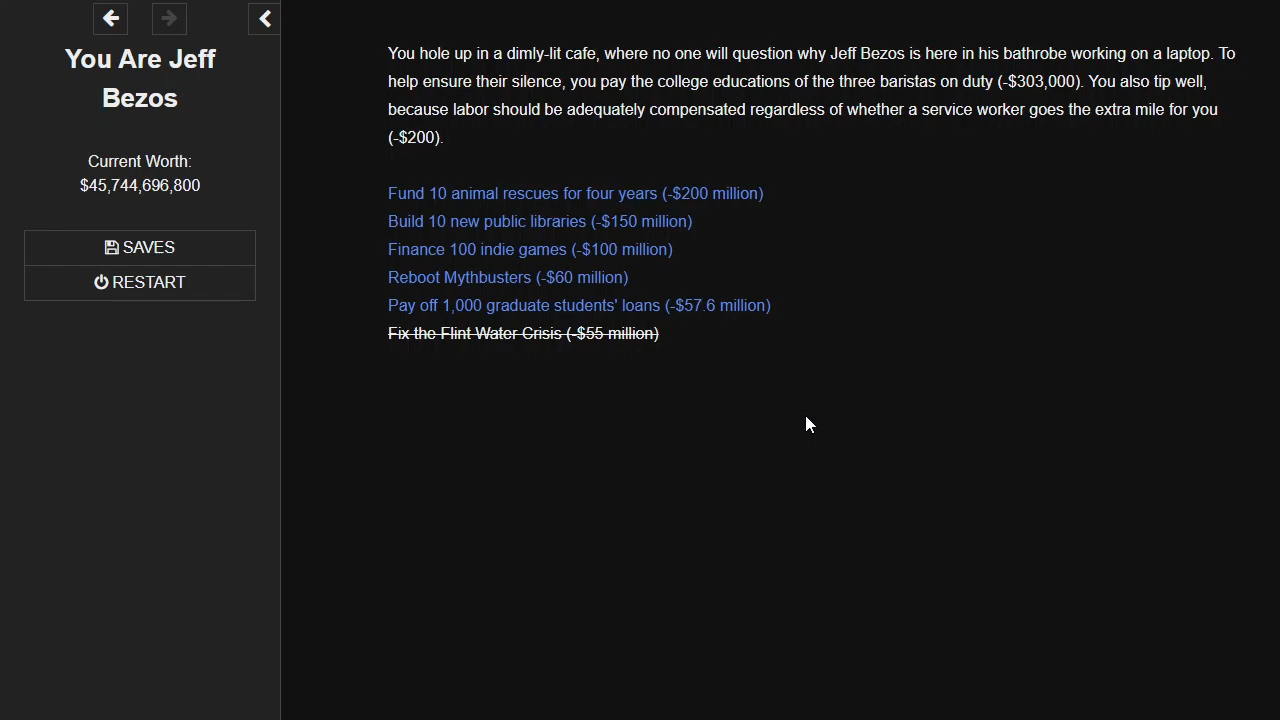 You Are Jeff
Bezos
Current Worth:
$45,744,696,800
SAVES
RESTART
You hole up in a dimly-lit cafe, where no one will question why Jeff Bezos is here in his bathrobe working on a laptop. To
help ensure their silence, you pay the college educations of the three baristas on duty (-$303,000). You also tip well,
because labor should be adequately compensated regardless of whether a service worker goes the extra mile for you
(-$200).
Fund 10 animal rescues for four years (-$200 million)
Build 10 new public libraries (-$150 million)
Finance 100 indie games (-$100 million)
Reboot Mythbusters (-$60 million)
Pay off 1,000 graduate students' loans (-$57.6 million)
Fix the Flint Water Crisis (-$55 million)